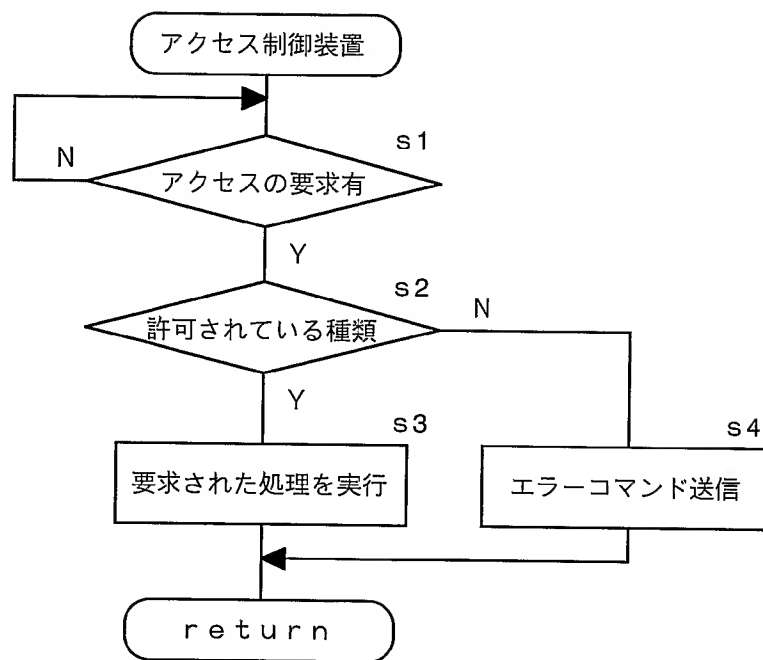 アクセス制御装置
s1
N
アクセスの要求有
Y
s2
N
許可されている種類
Y
s3
s4
要求された処理を実行
エラーコマンド送信
return